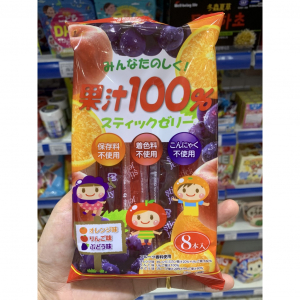 みんなたのしく!
果汁100%
スティックゼリー
保存料
不使用
着色料
不使用
こんにゃく
不使用
オレンジ味
りんご味
ぶどう味
8本入